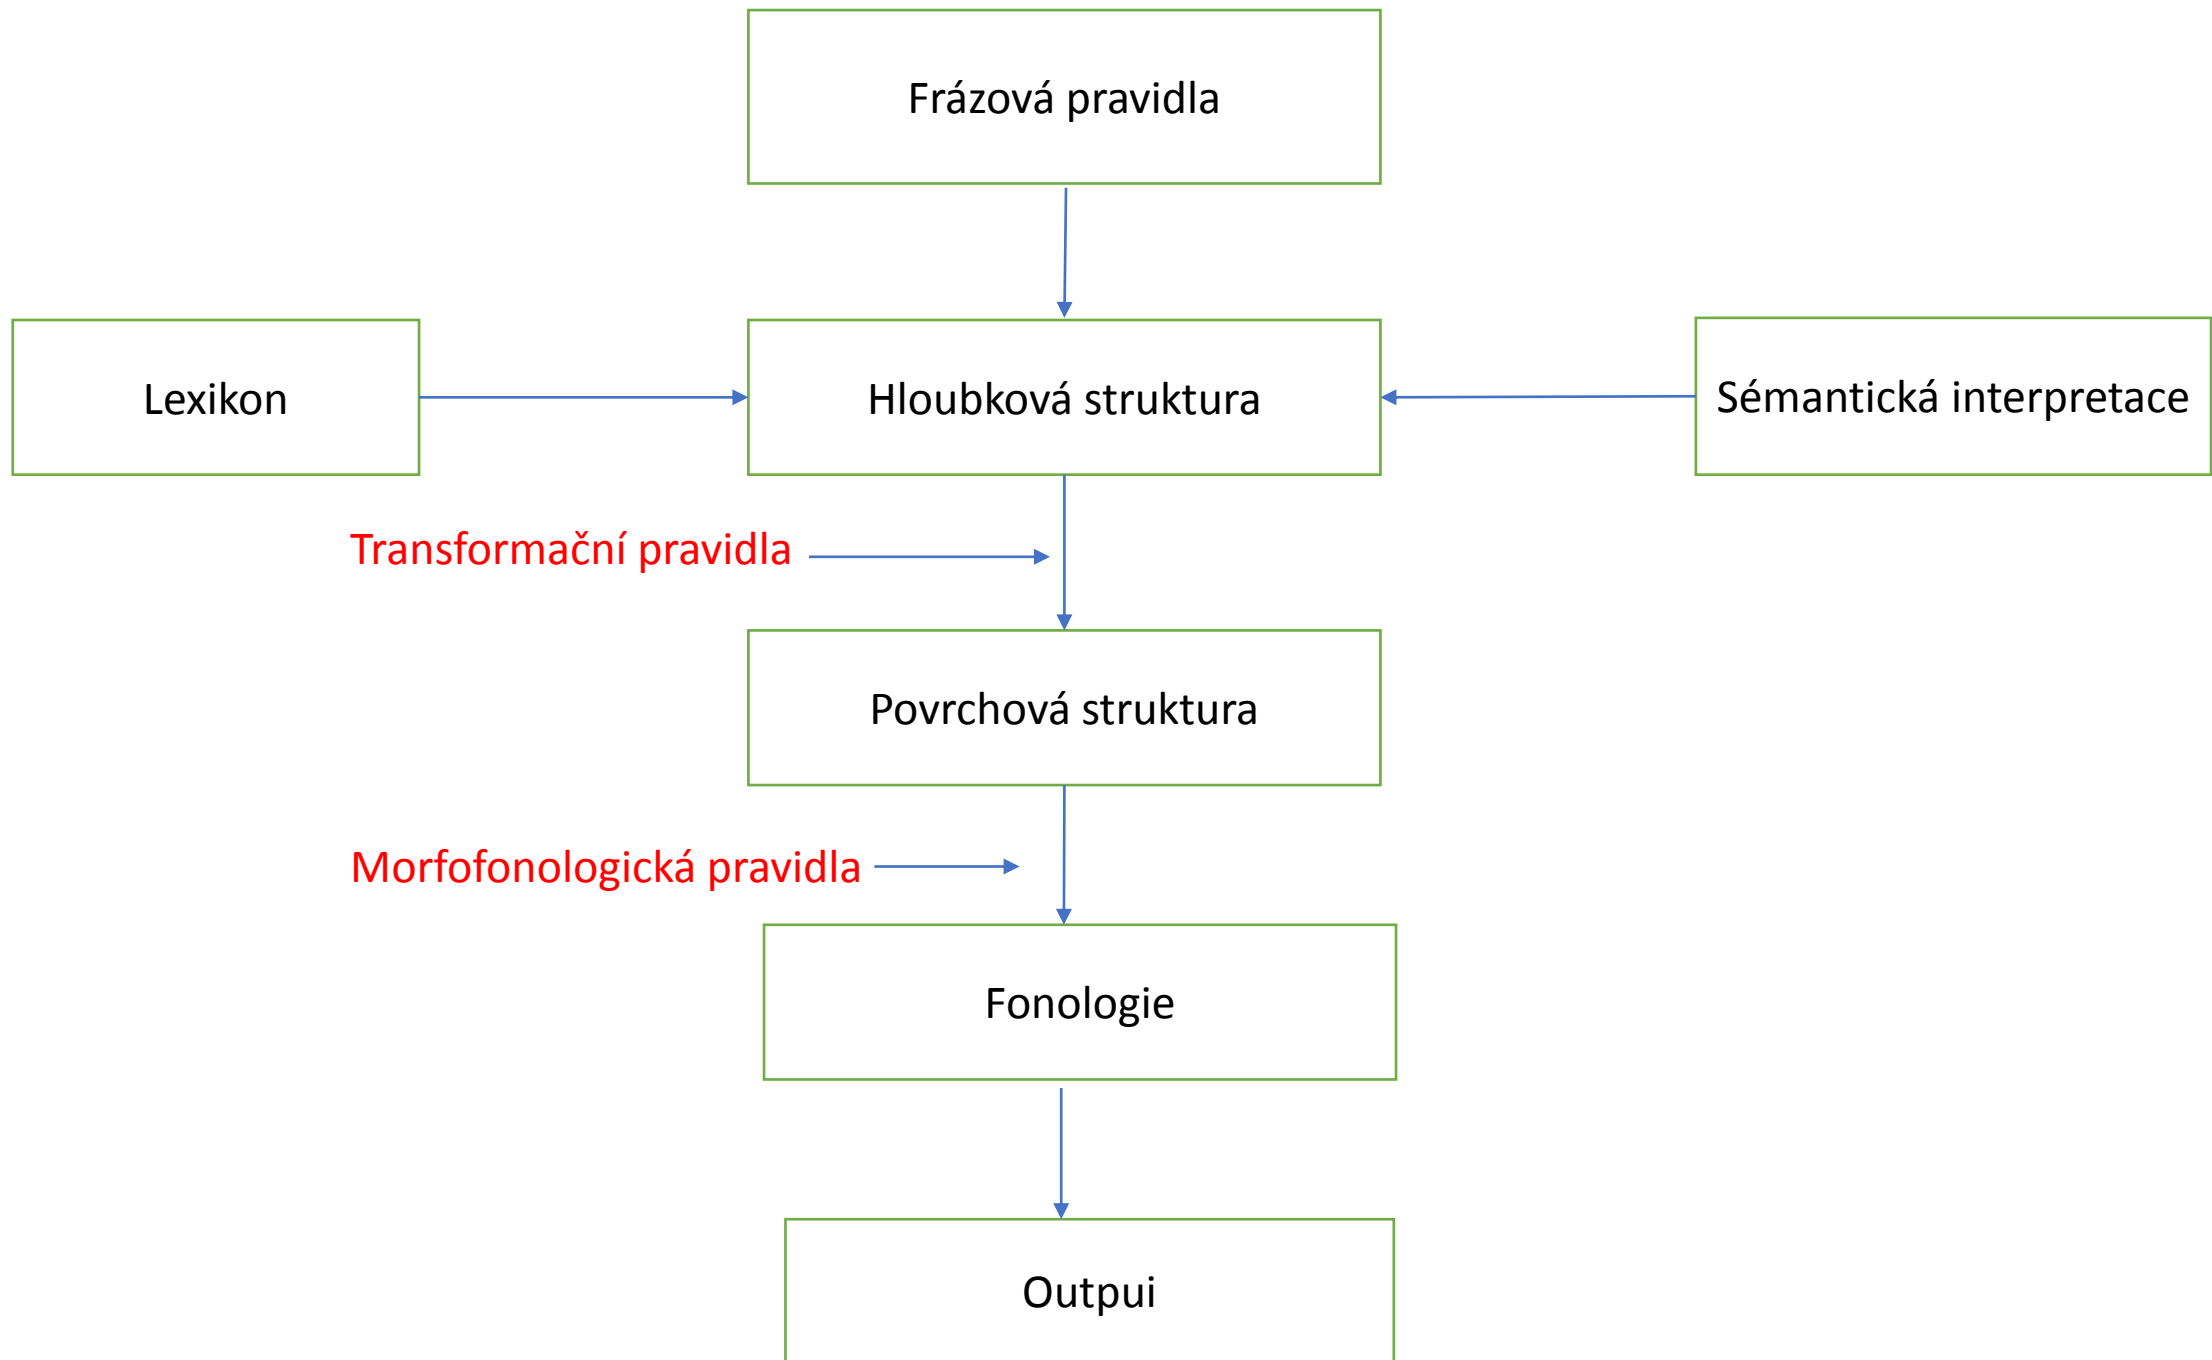 Frázová pravidla
Lexikon
Hloubková struktura
Sémantická interpretace
Transformační pravidla
Povrchová struktura
Morfofonologická pravidla
Fonologie
Outpui